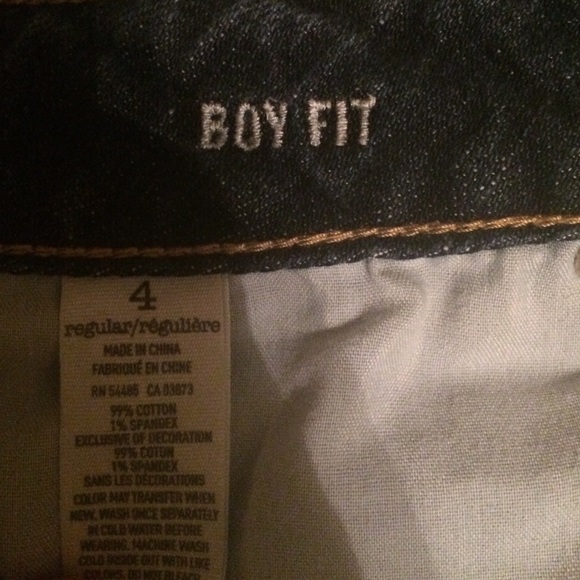 BOY FIT
4
regular/régulière
MADE IN CHINA
FABRIQUÉ EN CHINE
RN 54485 CA 03673
99% COTTON
1% SPANDEX
EXCLUSIVE OF DECORATION
99% COTON
1% SPANDEX
SANS LES DÉCORATIONS
COLOR MAY TRANSFER WHEN
NEW. WASH ONCE SEPARATELY
IN COLD WATER BEFORE
WEARING. MACHINE WASH
COLD INSIDE OUT WITH LIKE
COLORS. DO NOT BLEACH